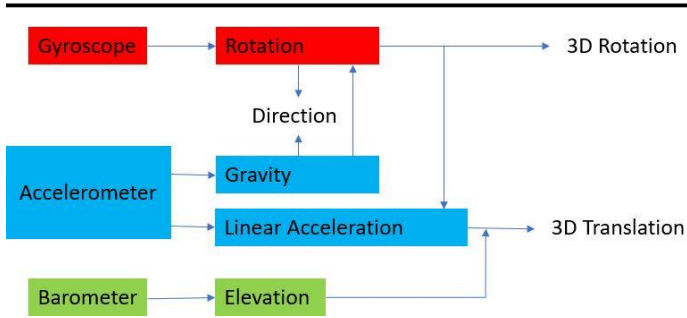 Gyroscope
Rotation
3D Rotation
Direction
Accelerometer
Gravity
Linear Acceleration
3D Translation
Barometer
Elevation